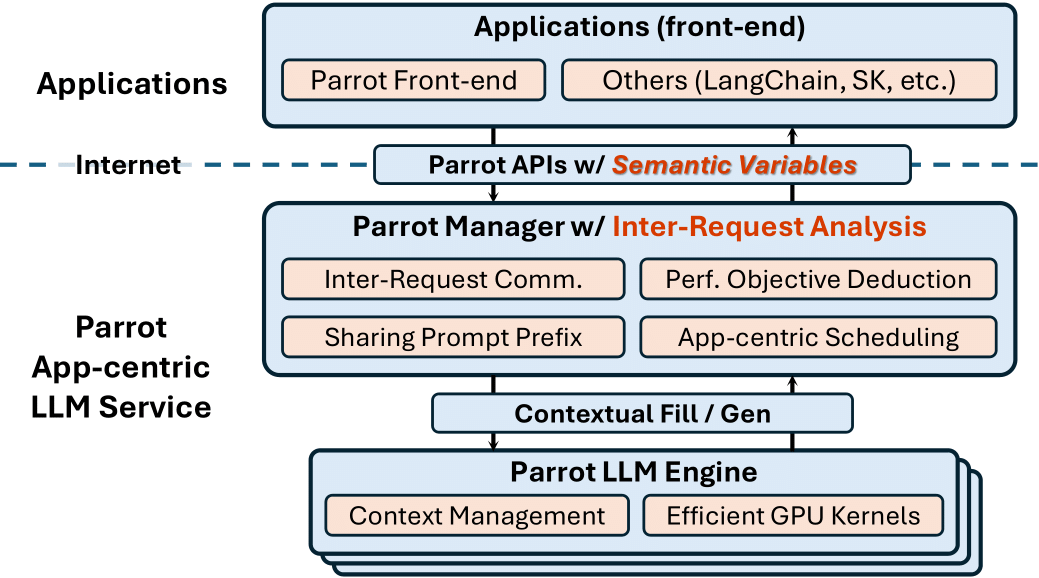 Applications (front-end)
Applications
Parrot Front-end
Others (LangChain, SK, etc.)
Internet
Parrot APIs w/ Semantic Variables
Parrot Manager w/ Inter-Request Analysis
Inter-Request Comm.
Perf. Objective Deduction
Sharing Prompt Prefix
App-centric Scheduling
Parrot
App-centric
LLM Service
Contextual Fill / Gen
Parrot LLM Engine
Context Management
Efficient GPU Kernels